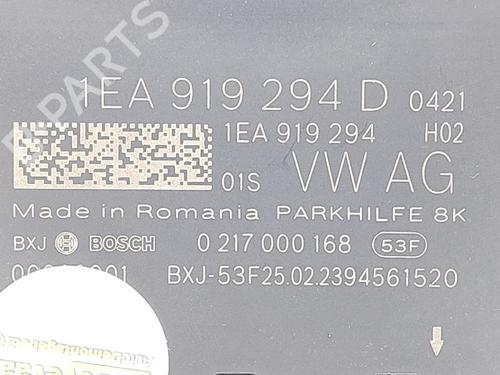 1EA 919 294 D 0421
1EA 919 294 H02
01S VW AG
Made in Romania PARKHILFE 8K
BXJ BOSCH 0 217 000 168 53F
BXJ-53F25.02.2394561520
PARTS